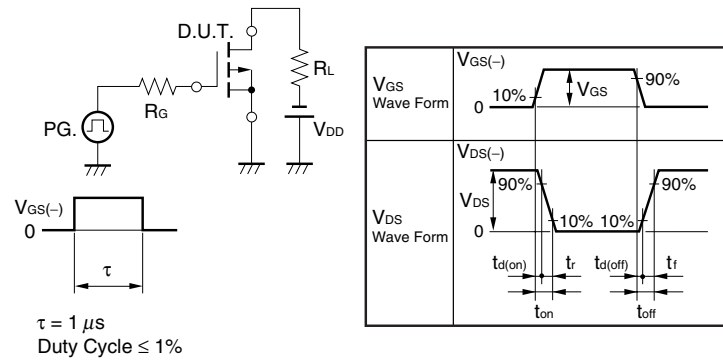 D.U.T.
RG
PG.
RL
VDD
VGS(−)
0
τ
τ = 1 μs
Duty Cycle ≤ 1%
VGS
Wave Form
VGS(−)
10%
VGS
90%
0
VDS
Wave Form
VDS(−)
VDS
90%
10%
10%
90%
0
td(on)
tr
td(off)
tf
ton
toff